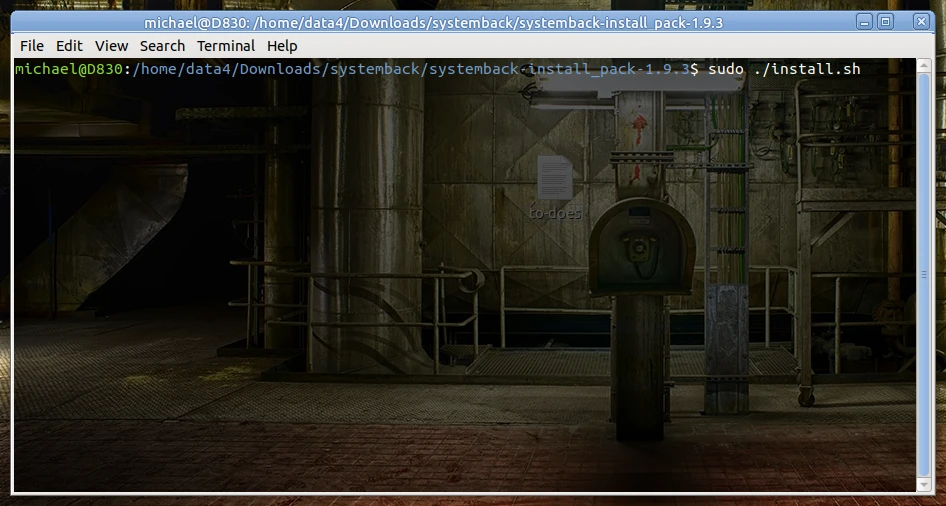 michael@D830: /home/data4/Downloads/systemback/systemback-install_pack-1.9.3
File Edit View Search Terminal Help
michael@D830:/home/data4/Downloads/systemback/systemback-install_pack-1.9.3$ sudo ./install.sh
to-does